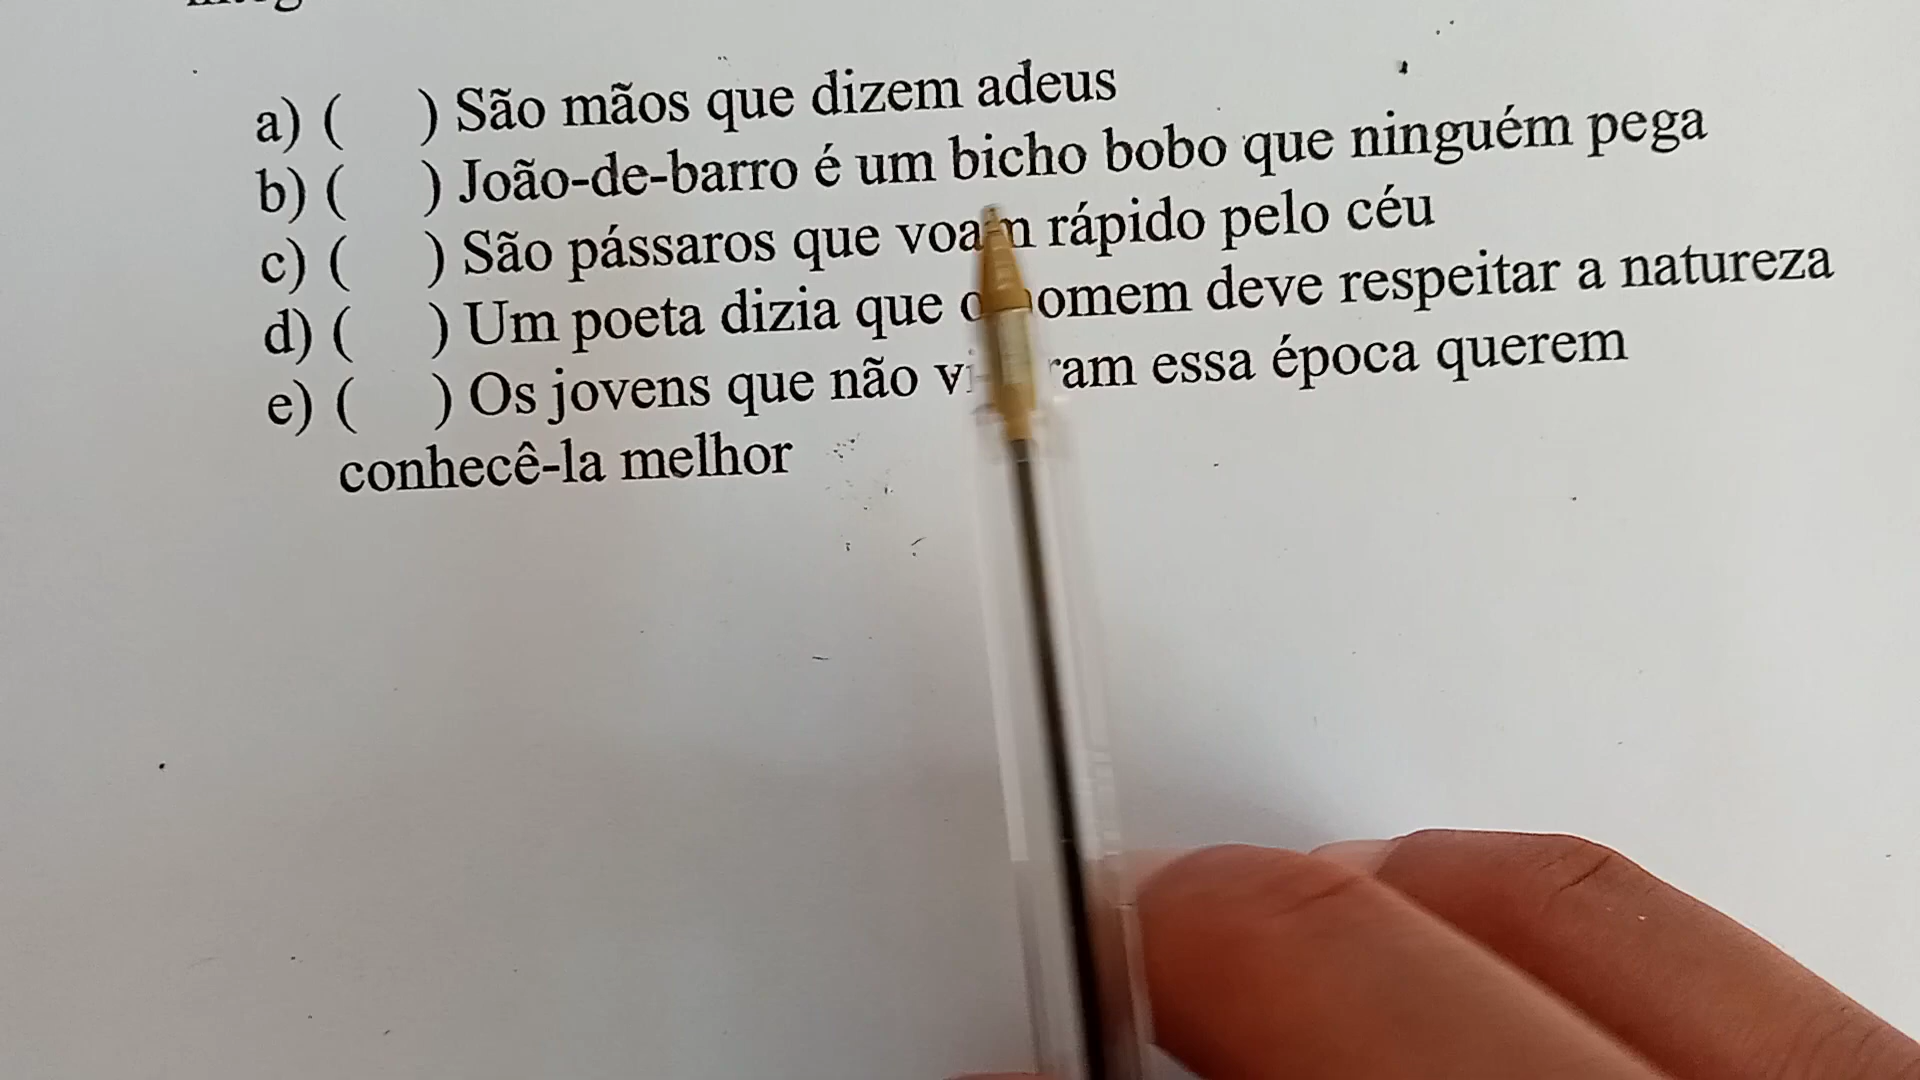 a) ( ) São mãos que dizem adeus
b) ( ) João-de-barro é um bicho bobo que ninguém pega
c) ( ) São pássaros que voam rápido pelo céu
d) ( ) Um poeta dizia que o homem deve respeitar a natureza
e) ( ) Os jovens que não viveram essa época querem
conhecê-la melhor